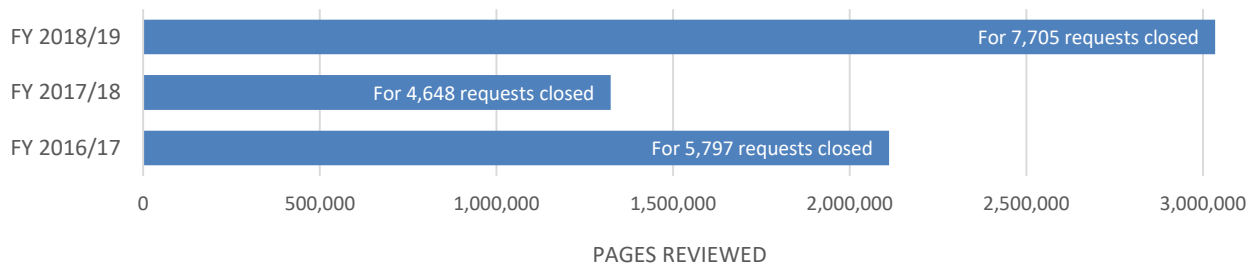 FY 2018/19
For 7,705 requests closed
FY 2017/18
For 4,648 requests closed
FY 2016/17
For 5,797 requests closed
0 500,000 1,000,000 1,500,000 2,000,000 2,500,000 3,000,000
PAGES REVIEWED